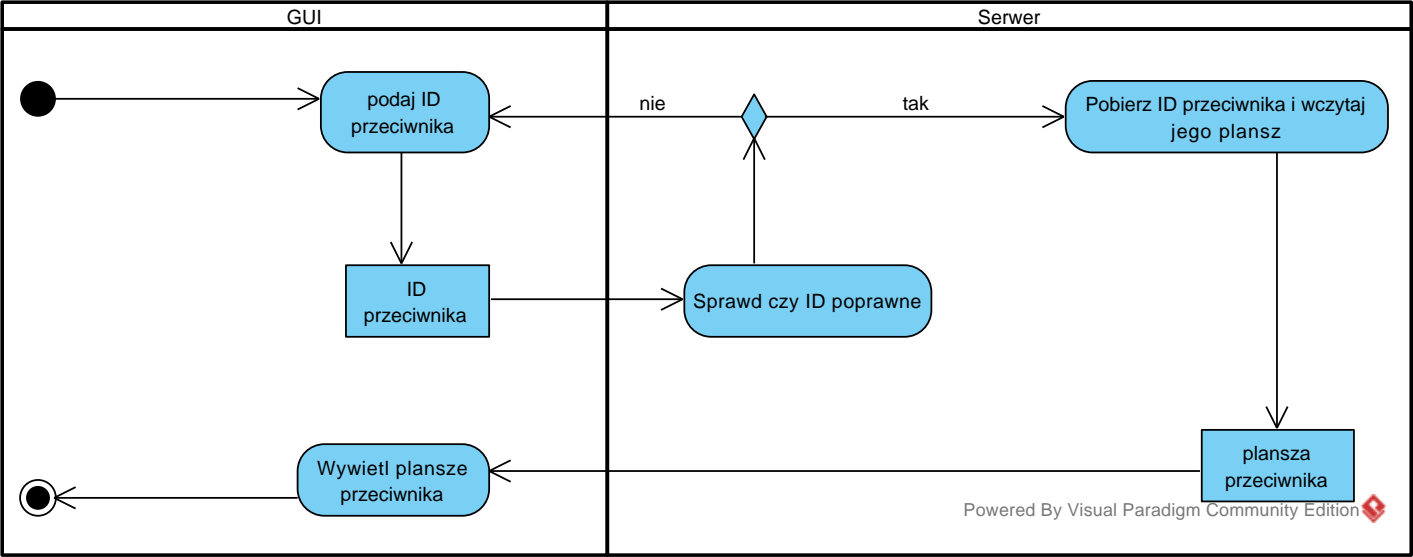 GUI
Serwer
podaj ID
przeciwnika
nie
tak
Pobierz ID przeciwnika i wczytaj
jego plansz
ID
przeciwnika
Sprawd czy ID poprawne
Wywietl plansze
przeciwnika
plansza
przeciwnika
Powered By Visual Paradigm Community Edition